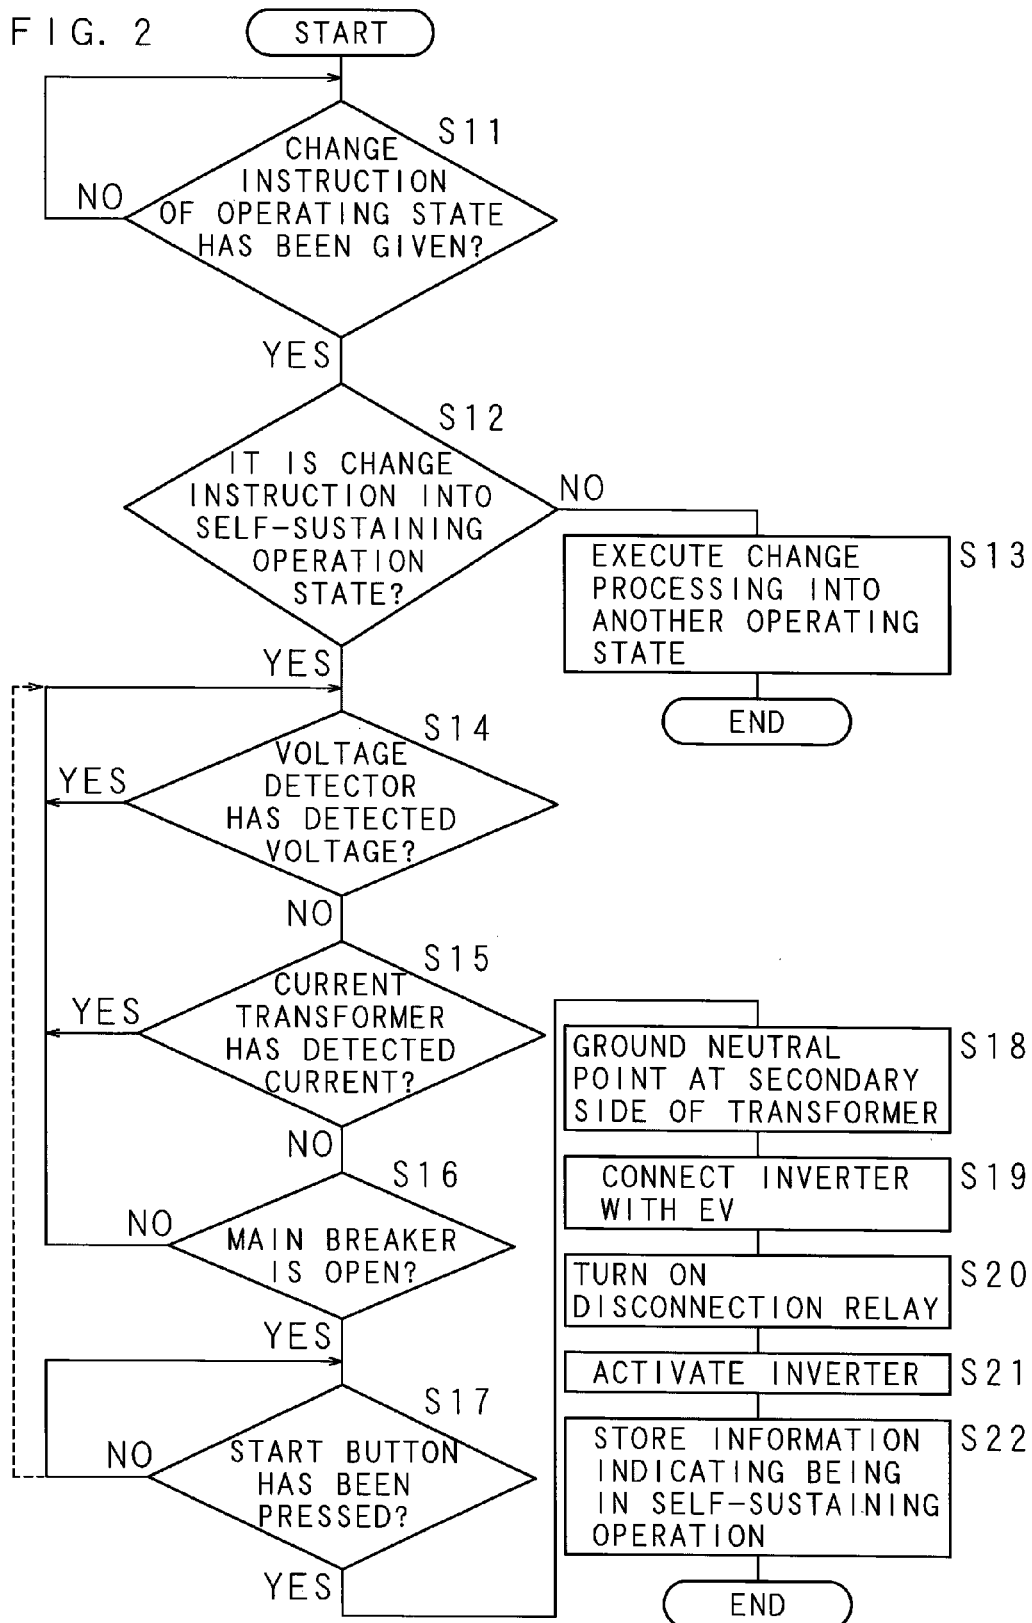 FIG. 2
START
S11
CHANGE
INSTRUCTION
OF OPERATING STATE
HAS BEEN GIVEN?
NO
YES
S12
IT IS CHANGE
INSTRUCTION INTO
SELF-SUSTAINING
OPERATION
STATE?
NO
S13
EXECUTE CHANGE
PROCESSING INTO
ANOTHER OPERATING
STATE
END
YES
S14
VOLTAGE
DETECTOR
HAS DETECTED
VOLTAGE?
YES
NO
S15
CURRENT
TRANSFORMER
HAS DETECTED
CURRENT?
YES
NO
S16
MAIN BREAKER
IS OPEN?
NO
YES
S17
START BUTTON
HAS BEEN
PRESSED?
NO
YES
S18
GROUND NEUTRAL
POINT AT SECONDARY
SIDE OF TRANSFORMER
S19
CONNECT INVERTER
WITH EV
S20
TURN ON
DISCONNECTION RELAY
S21
ACTIVATE INVERTER
S22
STORE INFORMATION
INDICATING BEING
IN SELF-SUSTAINING
OPERATION
END